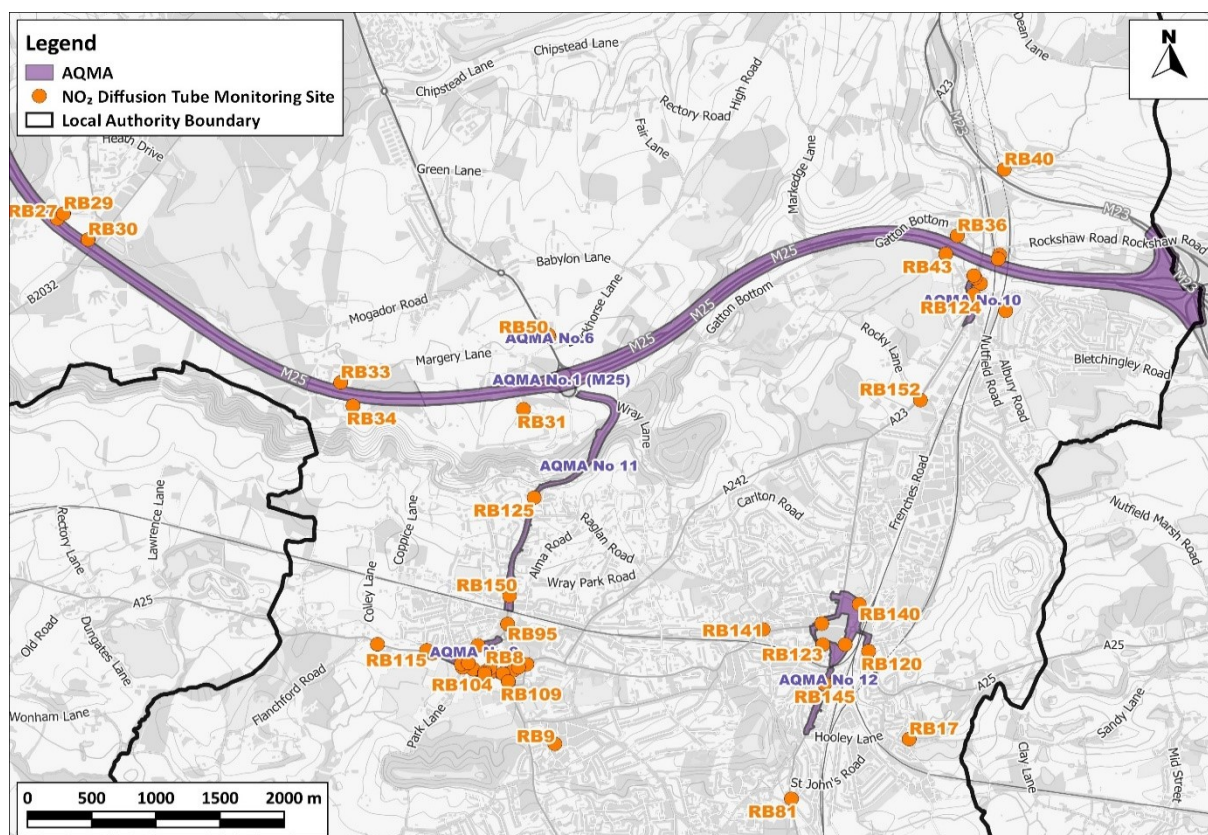 Legend
AQMA
NO₂ Diffusion Tube Monitoring Site
Local Authority Boundary
N
Dean Lane
Chipstead Lane
Chipstead Lane
High Road
Rectory Road
Fair Lane
A23
M23
Heath Drive
Green Lane
Markedge Lane
RB40
RB27
RB29
RB30
M23
Gatton Bottom
RB36
Rockshaw Road
Rockshaw Road
M25
RB43
M23
Babylon Lane
B2032
Mogador Road
Gatton Bottom
M25
AQMA No.10
RB124
RB50
AQMA No.6
Margery Lane
M25
Rocky Lane
Nutfield Road
Albury Road
Bletchingley Road
M25
RB33
AQMA No.1 (M25)
RB34
RB31
Wray Lane
RB152
A23
AQMA No 11
A242
RB125
Carlton Road
Frenches Road
Nutfield Marsh Road
Rectory Lane
Lawrence Lane
Coppice Lane
Alma Road
Raglan Road
Wray Park Road
RB150
A25
Colley Lane
Old Road
Dungates Lane
RB95
RB140
RB141
RB115
RB8
RB123
RB120
A25
Flanchford Road
RB104
RB109
AQMA No 12
RB145
A25
Wonham Lane
Park Lane
Sandy Lane
RB9
Hooley Lane
RB17
Clay Lane
Mid Street
St John's Road
RB81
0 500 1000 1500 2000 m